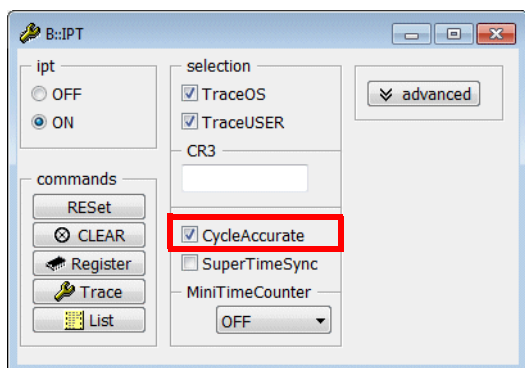 B::IPT
ipt
OFF
ON
commands
RESet
CLEAR
Register
Trace
List
selection
TraceOS
TraceUSER
CR3
CycleAccurate
SuperTimeSync
MiniTimeCounter
OFF
advanced